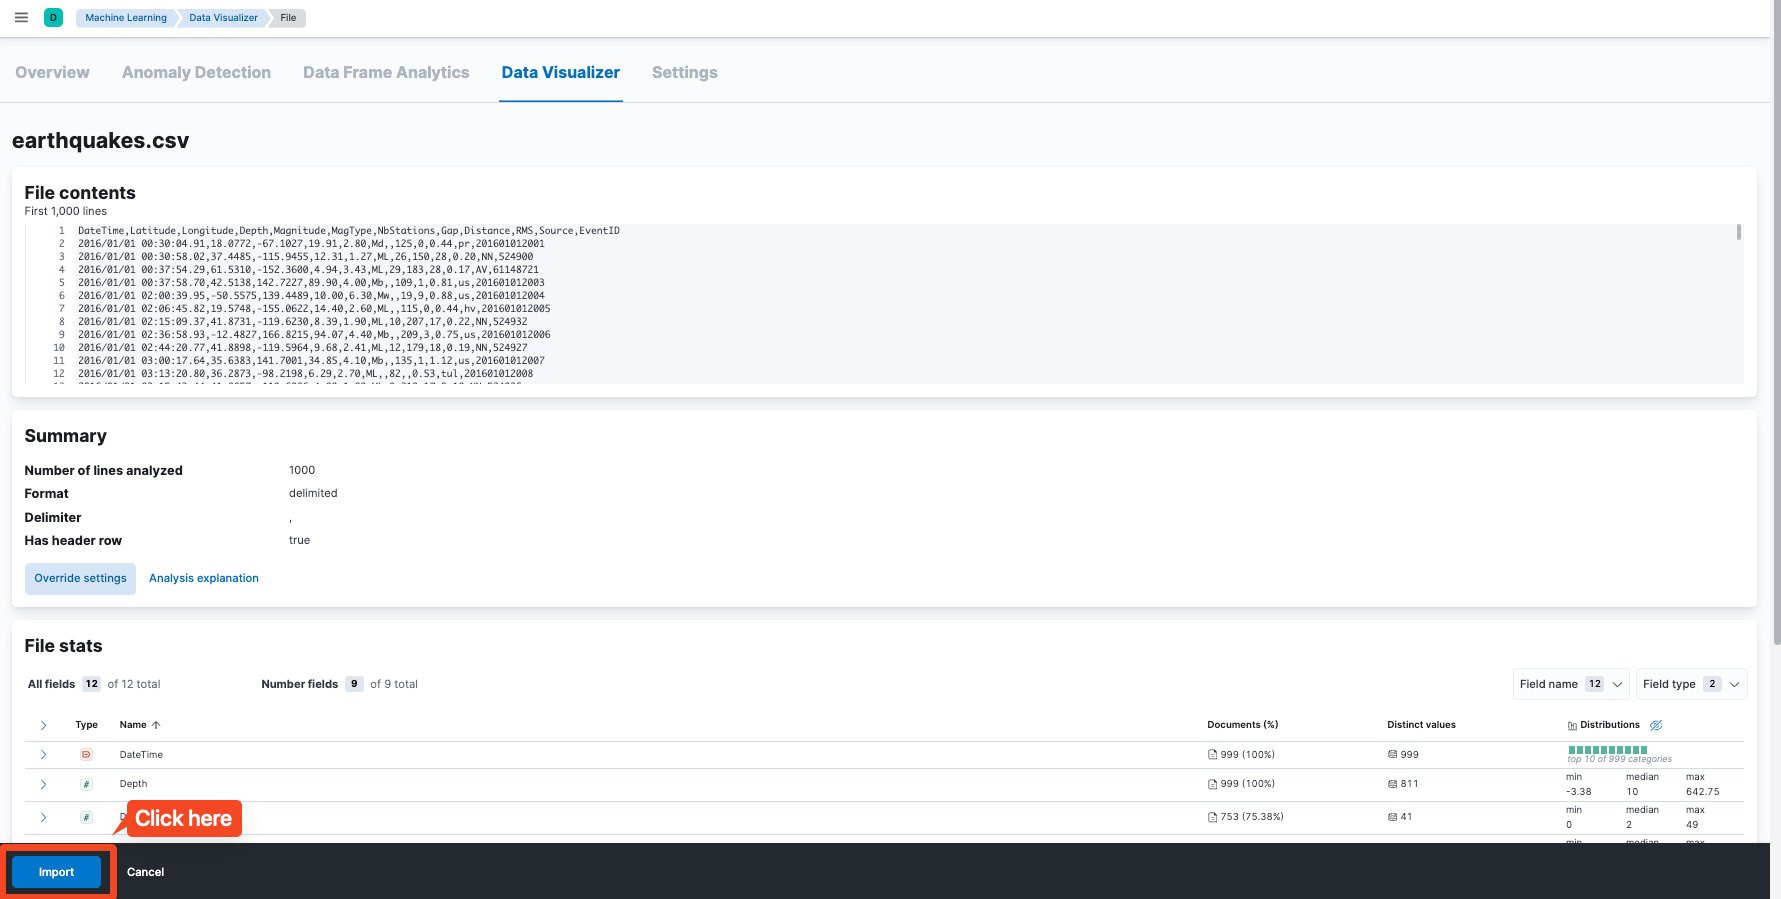 D Machine Learning Data Visualizer File
Overview Anomaly Detection Data Frame Analytics Data Visualizer Settings
earthquakes.csv
File contents
First 1,000 lines
1 DateTime,Latitude,Longitude,Depth,Magnitude,MagType,NbStations,Gap,Distance,RMS,Source,EventID
2 2016/01/01 00:30:04.91,18.0772,-67.1027,19.91,2.80,Md,,125,0,0.44,pr,201601012001
3 2016/01/01 00:30:58.02,37.4485,-115.9455,12.31,1.27,ML,26,150,28,0.20,NN,524900
4 2016/01/01 00:37:54.29,61.5310,-152.3600,4.94,3.43,ML,29,183,28,0.17,AV,61148721
5 2016/01/01 00:37:58.70,42.5138,142.7227,89.90,4.00,Mb,,109,1,0.81,us,201601012003
6 2016/01/01 02:00:39.95,-50.5575,139.4489,10.00,6.30,Mw,,19,9,0.88,us,201601012004
7 2016/01/01 02:06:45.82,19.5748,-155.0622,14.40,2.60,ML,,115,0,0.44,hv,201601012005
8 2016/01/01 02:15:09.37,41.8731,-119.6230,8.39,1.90,ML,10,207,17,0.22,NN,524932
9 2016/01/01 02:36:58.93,-12.4827,166.8215,94.07,4.40,Mb,,209,3,0.75,us,201601012006
10 2016/01/01 02:44:20.77,41.8898,-119.5964,9.68,2.41,ML,12,179,18,0.19,NN,524927
11 2016/01/01 03:00:17.64,35.6383,141.7001,34.85,4.10,Mb,,135,1,1.12,us,201601012007
12 2016/01/01 03:13:20.80,36.2873,-98.2198,6.29,2.70,ML,,82,,0.53,tul,201601012008
Summary
Number of lines analyzed 1000
Format delimited
Delimiter ,
Has header row true
Override settings Analysis explanation
File stats
All fields 12 of 12 total Number fields 9 of 9 total Field name 12 Field type 2
Type Name Documents (%) Distinct values Distributions
DateTime 999 (100%) 999
top 10 of 999 categories
# Depth 999 (100%) 811 min median max
-3.38 10 642.75
# 753 (75.38%) 41 min median max
0 2 49
Click here
min median max
Import Cancel